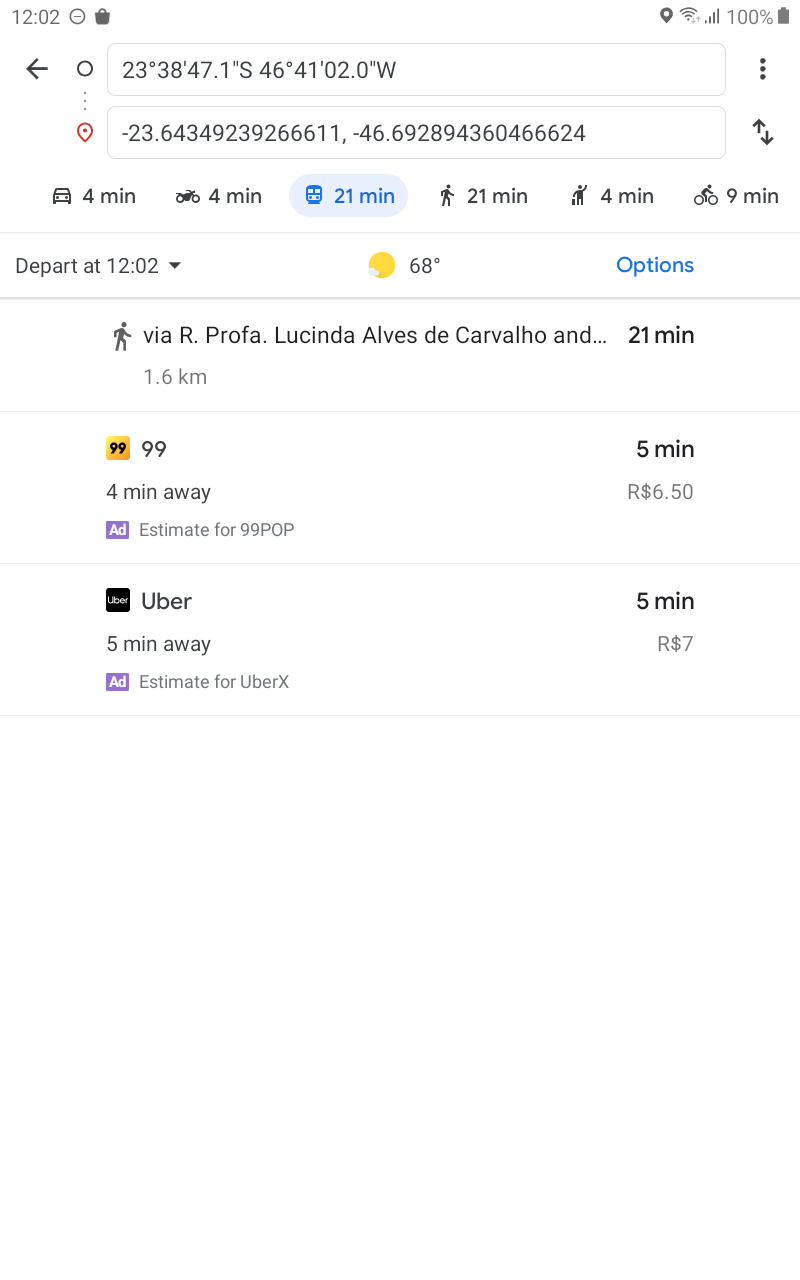 12:02 100%
23°38'47.1"S 46°41'02.0"W
-23.64349239266611, -46.692894360466624
4 min 4 min 21 min 21 min 4 min 9 min
Depart at 12:02 68° Options
via R. Profa. Lucinda Alves de Carvalho and... 21 min
1.6 km
99 99 5 min
4 min away R$6.50
Ad Estimate for 99POP
Uber Uber 5 min
5 min away R$7
Ad Estimate for UberX